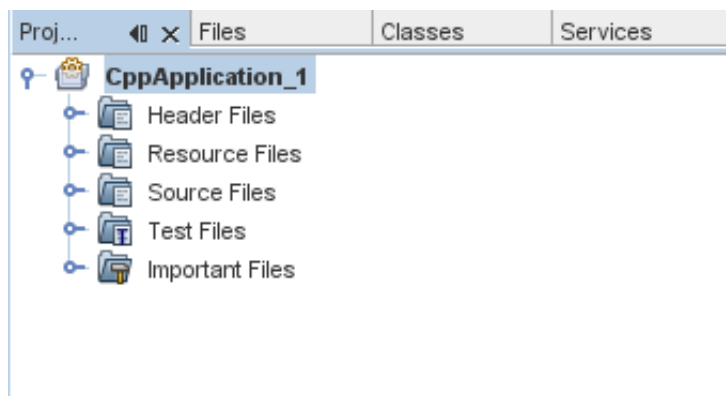 Proj... Files Classes Services
CppApplication_1
Header Files
Resource Files
Source Files
Test Files
Important Files